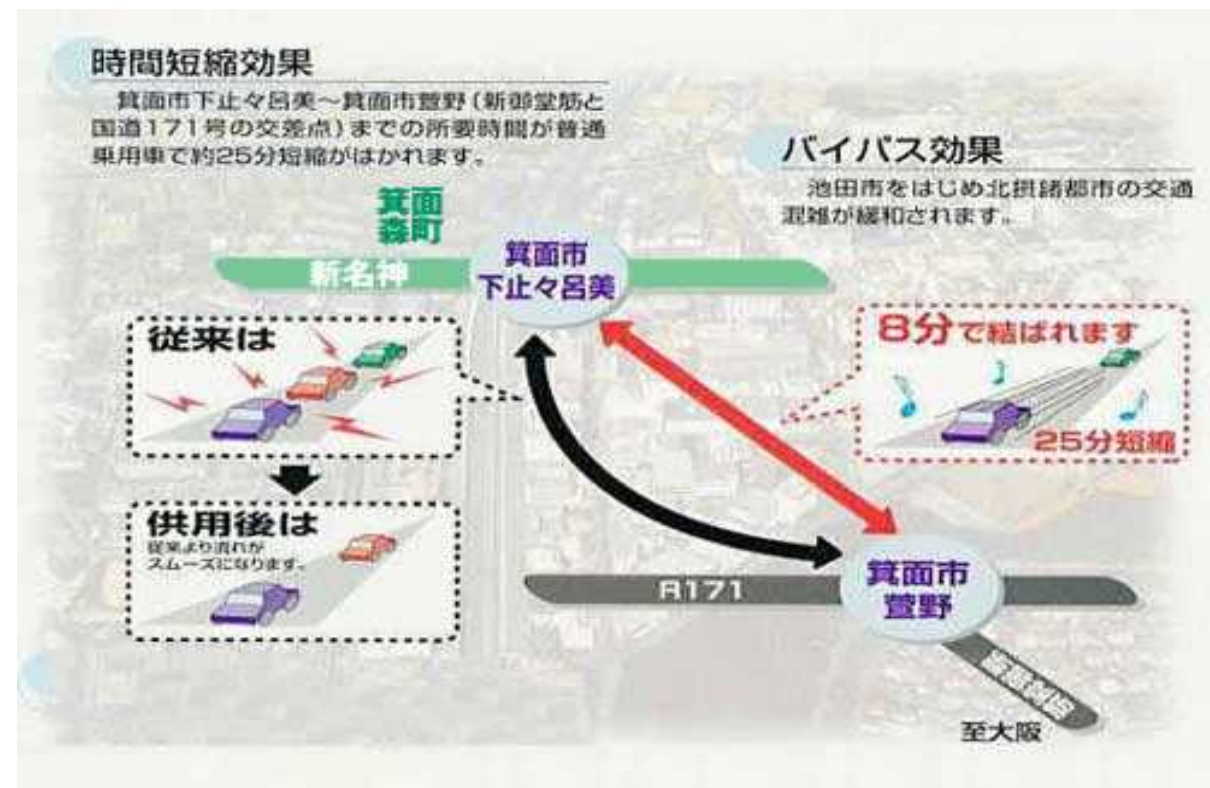 時間短縮効果
箕面市下止々呂美～箕面市萱野(新御堂筋と
国道171号の交差点)までの所要時間が普通
乗用車で約25分短縮がはかれます。
バイパス効果
池田市をはじめ北摂諸都市の交通
混雑が緩和されます。
箕面
森町
新名神
箕面市
下止々呂美
従来は
8分で結ばれます
25分短縮
供用後は
従来より流れが
スムーズになります。
R171
箕面市
萱野
至大阪